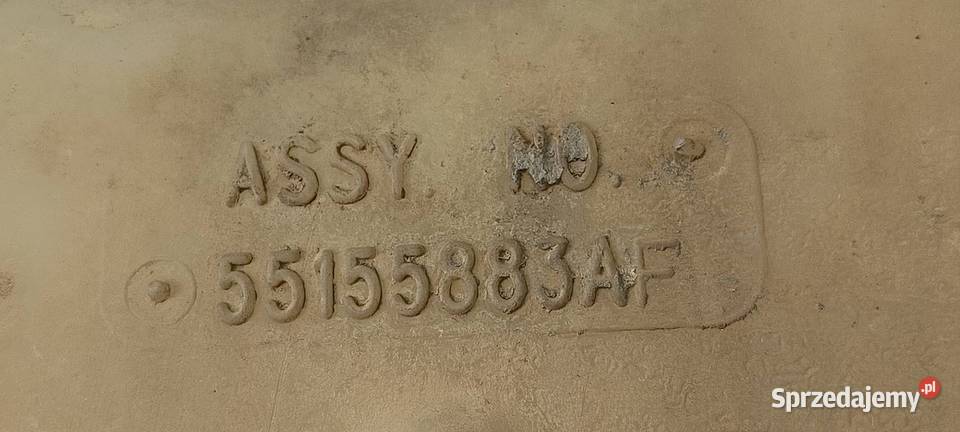 ASSY. NO.
55155883AF
Sprzedajemy.pl